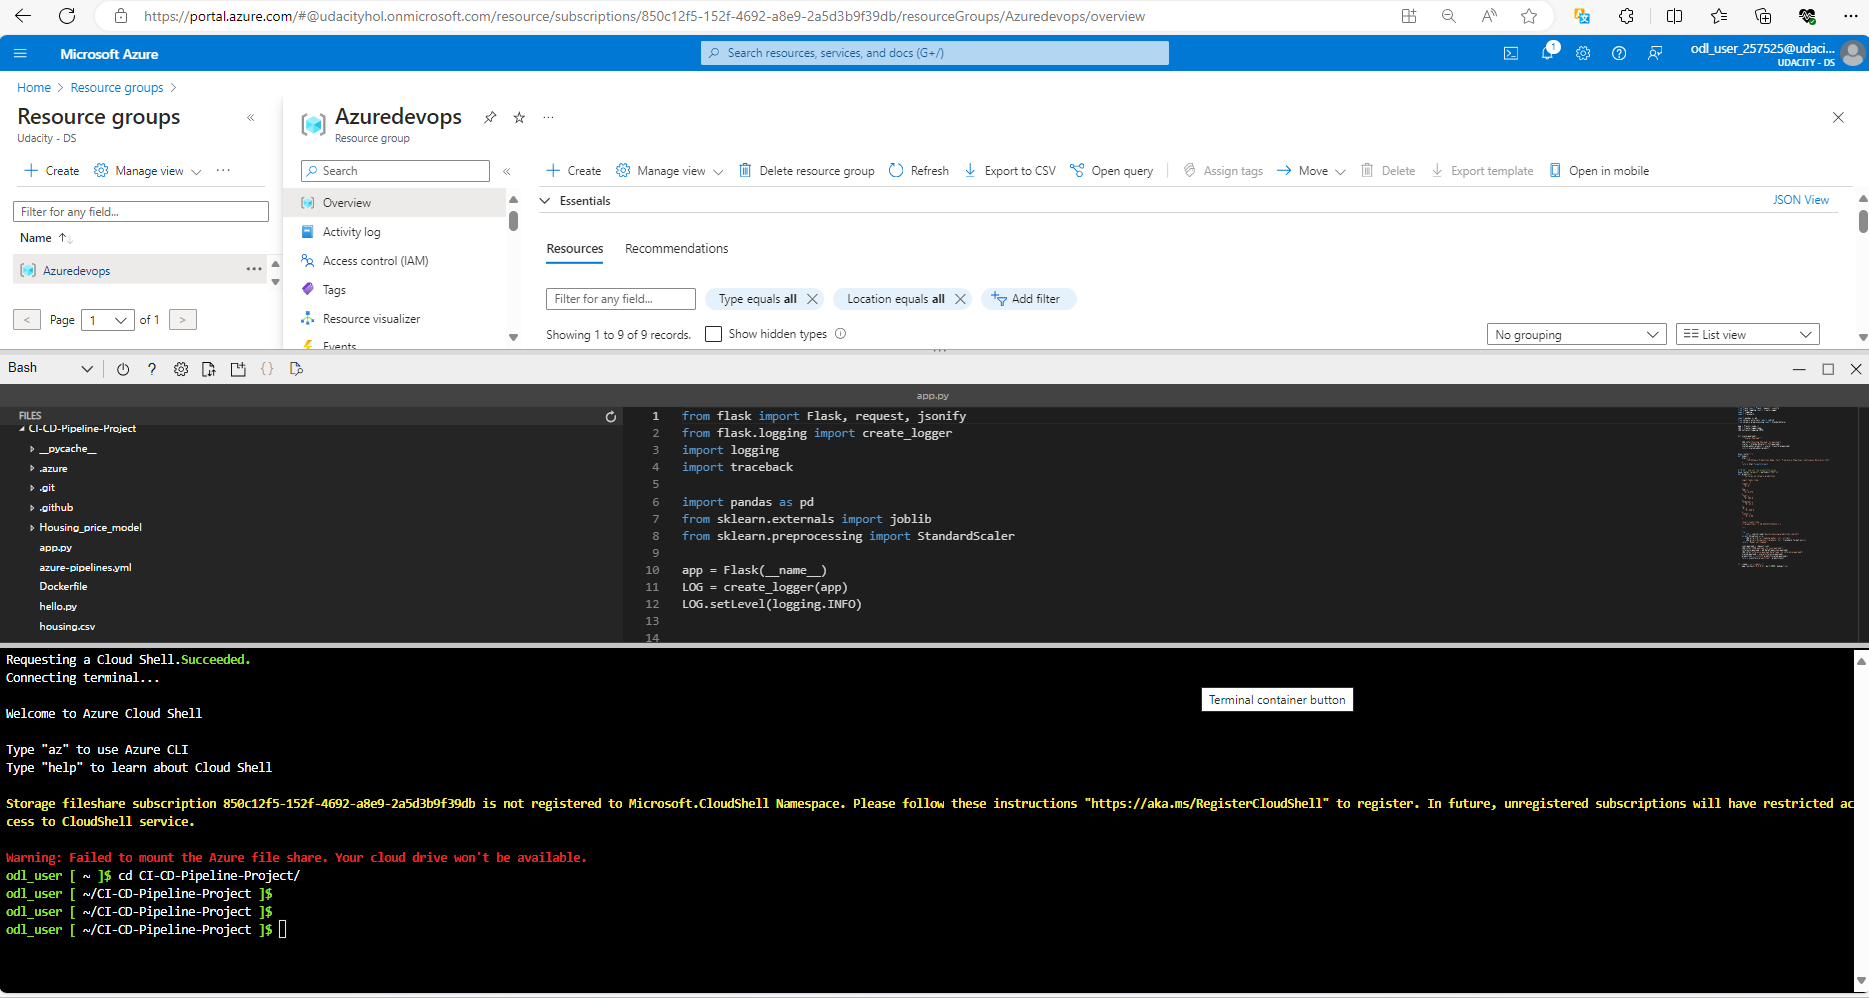 https://portal.azure.com/#@udacityhol.onmicrosoft.com/resource/subscriptions/850c12f5-152f-4692-a8e9-2a5d3b9f39db/resourceGroups/Azuredevops/overview
Microsoft Azure
Search resources, services, and docs (G+/)
1
odl_user_257525@udaci...
UDACITY - DS
Home > Resource groups >
Resource groups
Udacity - DS
Create
Manage view
Filter for any field...
Name
Azuredevops
Page
1
of 1
Azuredevops
Resource group
Search
Overview
Activity log
Access control (IAM)
Tags
Resource visualizer
Events
Create
Manage view
Delete resource group
Refresh
Export to CSV
Open query
Assign tags
Move
Delete
Export template
Open in mobile
Essentials
JSON View
Resources
Recommendations
Filter for any field...
Type equals all
Location equals all
Add filter
Showing 1 to 9 of 9 records.
Show hidden types
No grouping
List view
Bash
app.py
FILES
CI-CD-Pipeline-Project
__pycache__
.azure
.git
.github
Housing_price_model
app.py
azure-pipelines.yml
Dockerfile
hello.py
housing.csv
1 from flask import Flask, request, jsonify
2 from flask.logging import create_logger
3 import logging
4 import traceback
5
6 import pandas as pd
7 from sklearn.externals import joblib
8 from sklearn.preprocessing import StandardScaler
9
10 app = Flask(__name__)
11 LOG = create_logger(app)
12 LOG.setLevel(logging.INFO)
13
14
Requesting a Cloud Shell.Succeeded.
Connecting terminal...
Terminal container button
Welcome to Azure Cloud Shell
Type "az" to use Azure CLI
Type "help" to learn about Cloud Shell
Storage fileshare subscription 850c12f5-152f-4692-a8e9-2a5d3b9f39db is not registered to Microsoft.CloudShell Namespace. Please follow these instructions "https://aka.ms/RegisterCloudShell" to register. In future, unregistered subscriptions will have restricted ac
cess to CloudShell service.
Warning: Failed to mount the Azure file share. Your cloud drive won't be available.
odl_user [ ~ ]$ cd CI-CD-Pipeline-Project/
odl_user [ ~/CI-CD-Pipeline-Project ]$
odl_user [ ~/CI-CD-Pipeline-Project ]$
odl_user [ ~/CI-CD-Pipeline-Project ]$